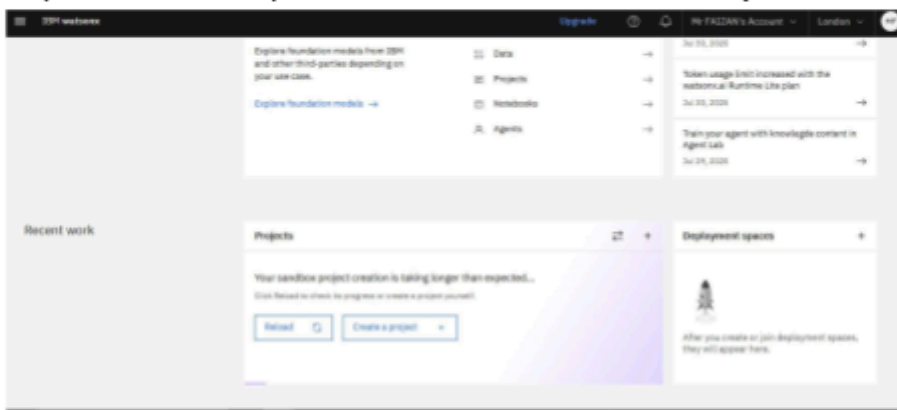 IBM watsonx
Upgrade
Mr FAIZAN's Account
London
Explore foundation models from IBM
and other third-parties depending on
your use case.
Explore foundation models →
Data →
Projects →
Notebooks →
Agents →
→
Token usage limit increased with the
watsonx.ai Runtime Lite plan
→
Train your agent with knowlegde content in
Agent Lab
→
Recent work
Projects
+
Your sandbox project creation is taking longer than expected...
Click Reload to check its progress or create a project yourself.
Reload
Create a project +
Deployment spaces +
After you create or join deployment spaces,
they will appear here.